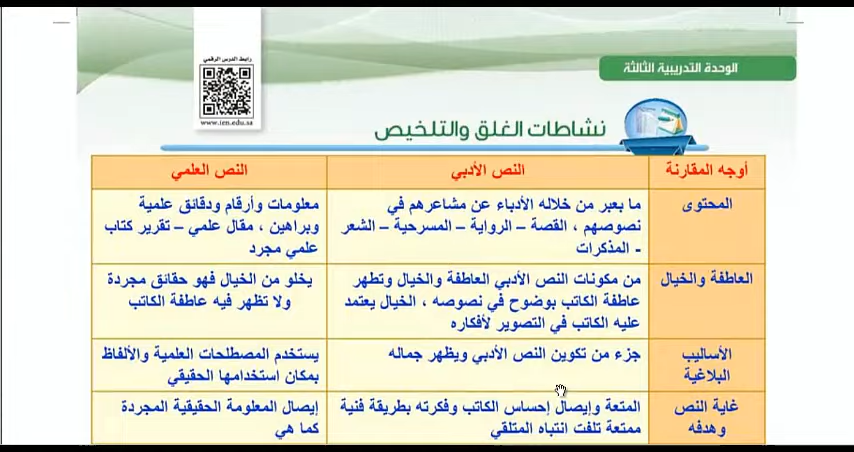 رابط الدرس الرقمي
www.ien.edu.sa
الوحدة التدريبية الثالثة
نشاطات الغلق والتلخيص
أوجه المقارنة
النص الأدبي
النص العلمي
المحتوى
ما يعبر من خلاله الأدباء عن مشاعرهم في
نصوصهم ، القصة – الرواية – المسرحية – الشعر
- المذكرات
معلومات وأرقام ودقائق علمية
وبراهين ، مقال علمي – تقرير كتاب
علمي مجرد
العاطفة والخيال
من مكونات النص الأدبي العاطفة والخيال وتطهر
عاطفة الكاتب بوضوح في نصوصه ، الخيال يعتمد
عليه الكاتب في التصوير لأفكاره
يخلو من الخيال فهو حقائق مجردة
ولا تظهر فيه عاطفة الكاتب
الأساليب
البلاغية
جزء من تكوين النص الأدبي ويظهر جماله
يستخدم المصطلحات العلمية والألفاظ
بمكان استخدامها الحقيقي
غاية النص
وهدفه
المتعة وإيصال إحساس الكاتب وفكرته بطريقة فنية
ممتعة تلفت انتباه المتلقي
إيصال المعلومة الحقيقية المجردة
كما هي